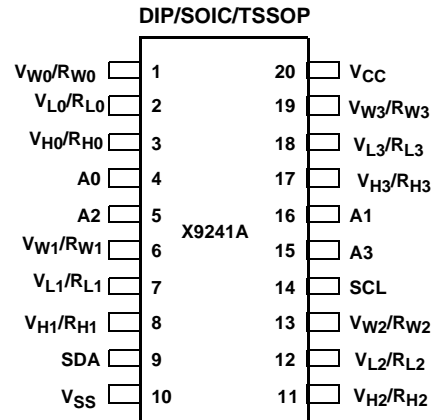 DIP/SOIC/TSSOP
VW0/RW0 1 20 VCC
VL0/RL0 2 19 VW3/RW3
VH0/RH0 3 18 VL3/RL3
A0 4 17 VH3/RH3
A2 5 16 A1
X9241A
VW1/RW1 6 15 A3
VL1/RL1 7 14 SCL
VH1/RH1 8 13 VW2/RW2
SDA 9 12 VL2/RL2
VSS 10 11 VH2/RH2